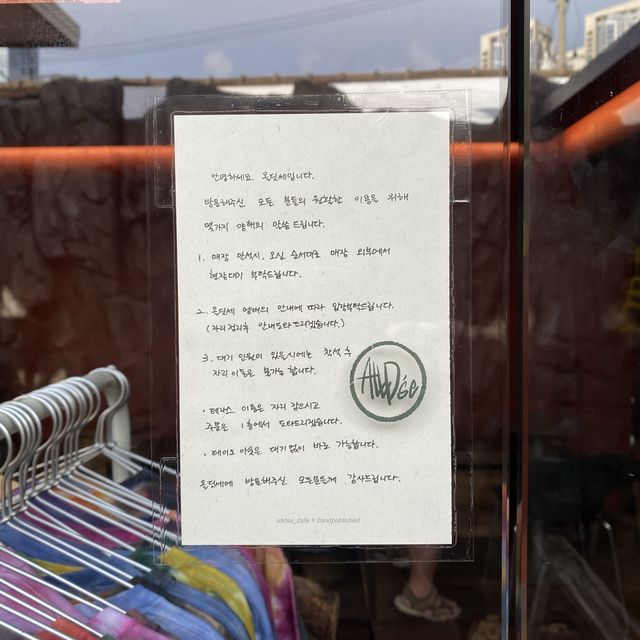 안녕하세요. 올딧세입니다.
방문해주신 모든 분들의 원활한 이용을 위해
몇가지 양해의 말씀 드립니다.
1. 매장 만석시, 오신 순서대로 매장 외부에서
현장대기 부탁드립니다.
2. 올딧세 멤버의 안내에 따라 입장부탁드립니다.
(자리 정리후 안내도와드리겠습니다.)
3. 대기 인원이 있을시에는 착석 후
자리 이동은 불가능 합니다.
• 테라스 이용은 자리 잡으시고
주문은 1층에서 도와드리겠습니다.
• 테이크 아웃은 대기없이 바로 가능합니다.
올딧세에 방문해주신 모든분들께 감사드립니다.
AllDse
alldse_cafe X 0andpublished